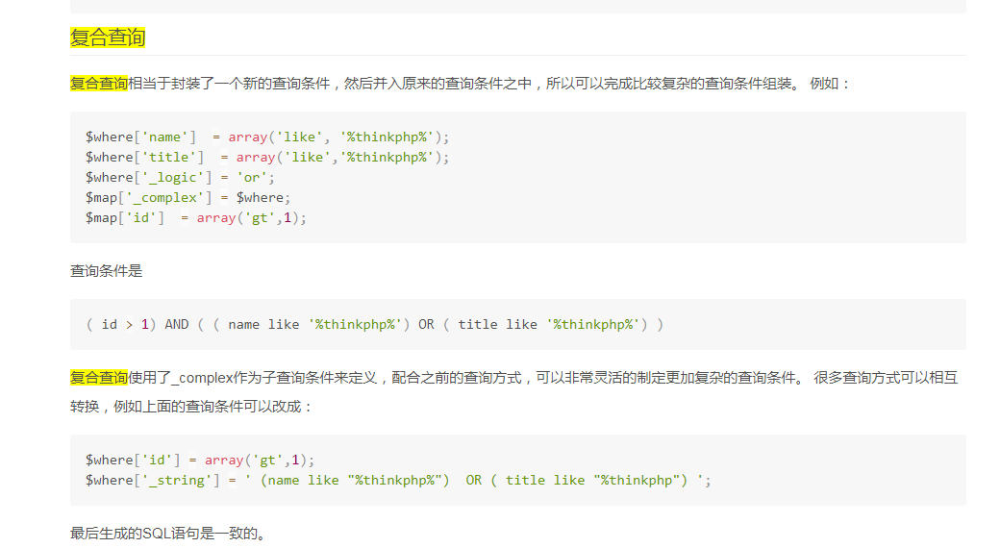 复合查询
复合查询相当于封装了一个新的查询条件，然后并入原来的查询条件之中，所以可以完成比较复杂的查询条件组装。 例如：
$where['name']  = array('like', '%thinkphp%');
$where['title']  = array('like','%thinkphp%');
$where['_logic'] = 'or';
$map['_complex'] = $where;
$map['id']  = array('gt',1);
查询条件是
( id > 1) AND ( ( name like '%thinkphp%') OR ( title like '%thinkphp%') )
复合查询使用了_complex作为子查询条件来定义，配合之前的查询方式，可以非常灵活的制定更加复杂的查询条件。 很多查询方式可以相互
转换，例如上面的查询条件可以改成：
$where['id'] = array('gt',1);
$where['_string'] = ' (name like "%thinkphp%")  OR ( title like "%thinkphp") ';
最后生成的SQL语句是一致的。